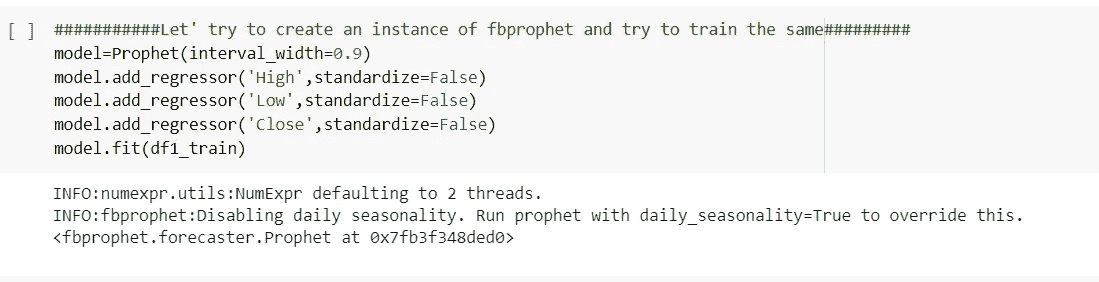 [ ] ###########Let' try to create an instance of fbprophet and try to train the same#########
model=Prophet(interval_width=0.9)
model.add_regressor('High',standardize=False)
model.add_regressor('Low',standardize=False)
model.add_regressor('Close',standardize=False)
model.fit(df1_train)
INFO:numexpr.utils:NumExpr defaulting to 2 threads.
INFO:fbprophet:Disabling daily seasonality. Run prophet with daily_seasonality=True to override this.
<fbprophet.forecaster.Prophet at 0x7fb3f348ded0>